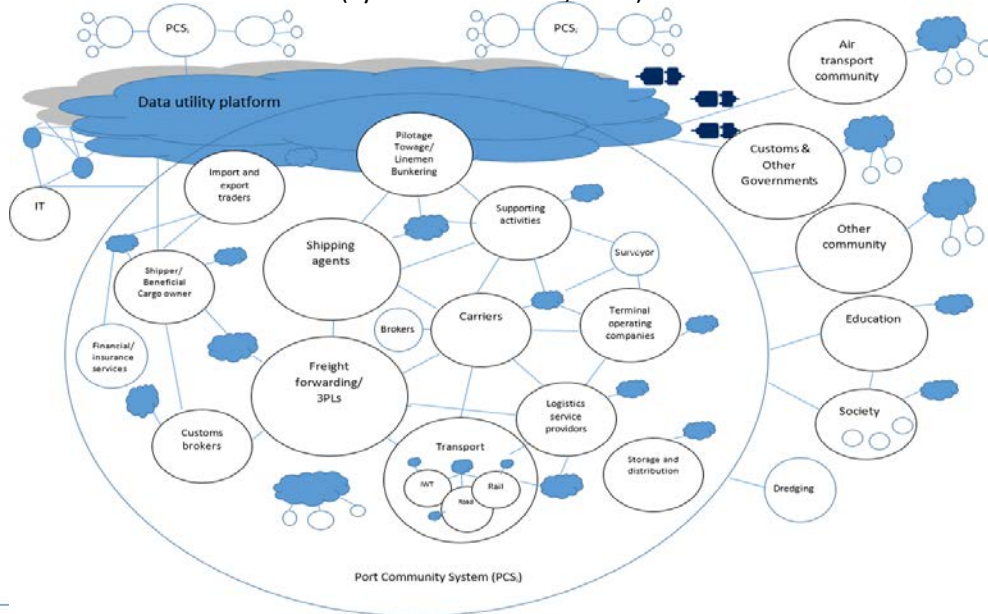 PCSi
PCSi
Air
transport
community
Data utility platform
Pilotage
Towage/
Linemen
Bunkering
Customs &
Other
Governments
Import and
export
traders
IT
Supporting
activities
Other
community
Shipping
agents
Surveyor
Shipper/
Beneficial
Cargo owner
Carriers
Brokers
Terminal
operating
companies
Education
Financial/
insurance
services
Freight
forwarding/
3PLs
Logistics
service
providors
Society
Customs
brokers
Transport
Storage and
distribution
IWT
Road
Rail
Dredging
Port Community System (PCSi)